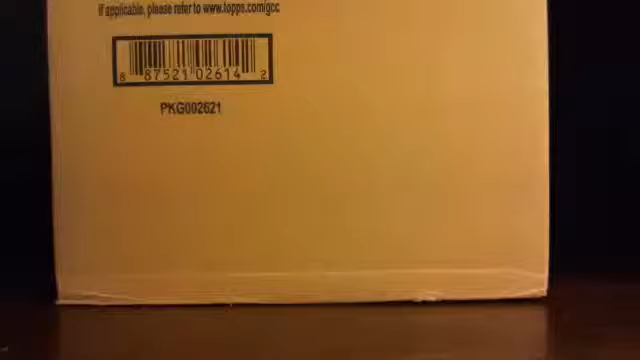 if applicable, please refer to www.topps.com/gcc
8 87521 02614 2
PKG002621